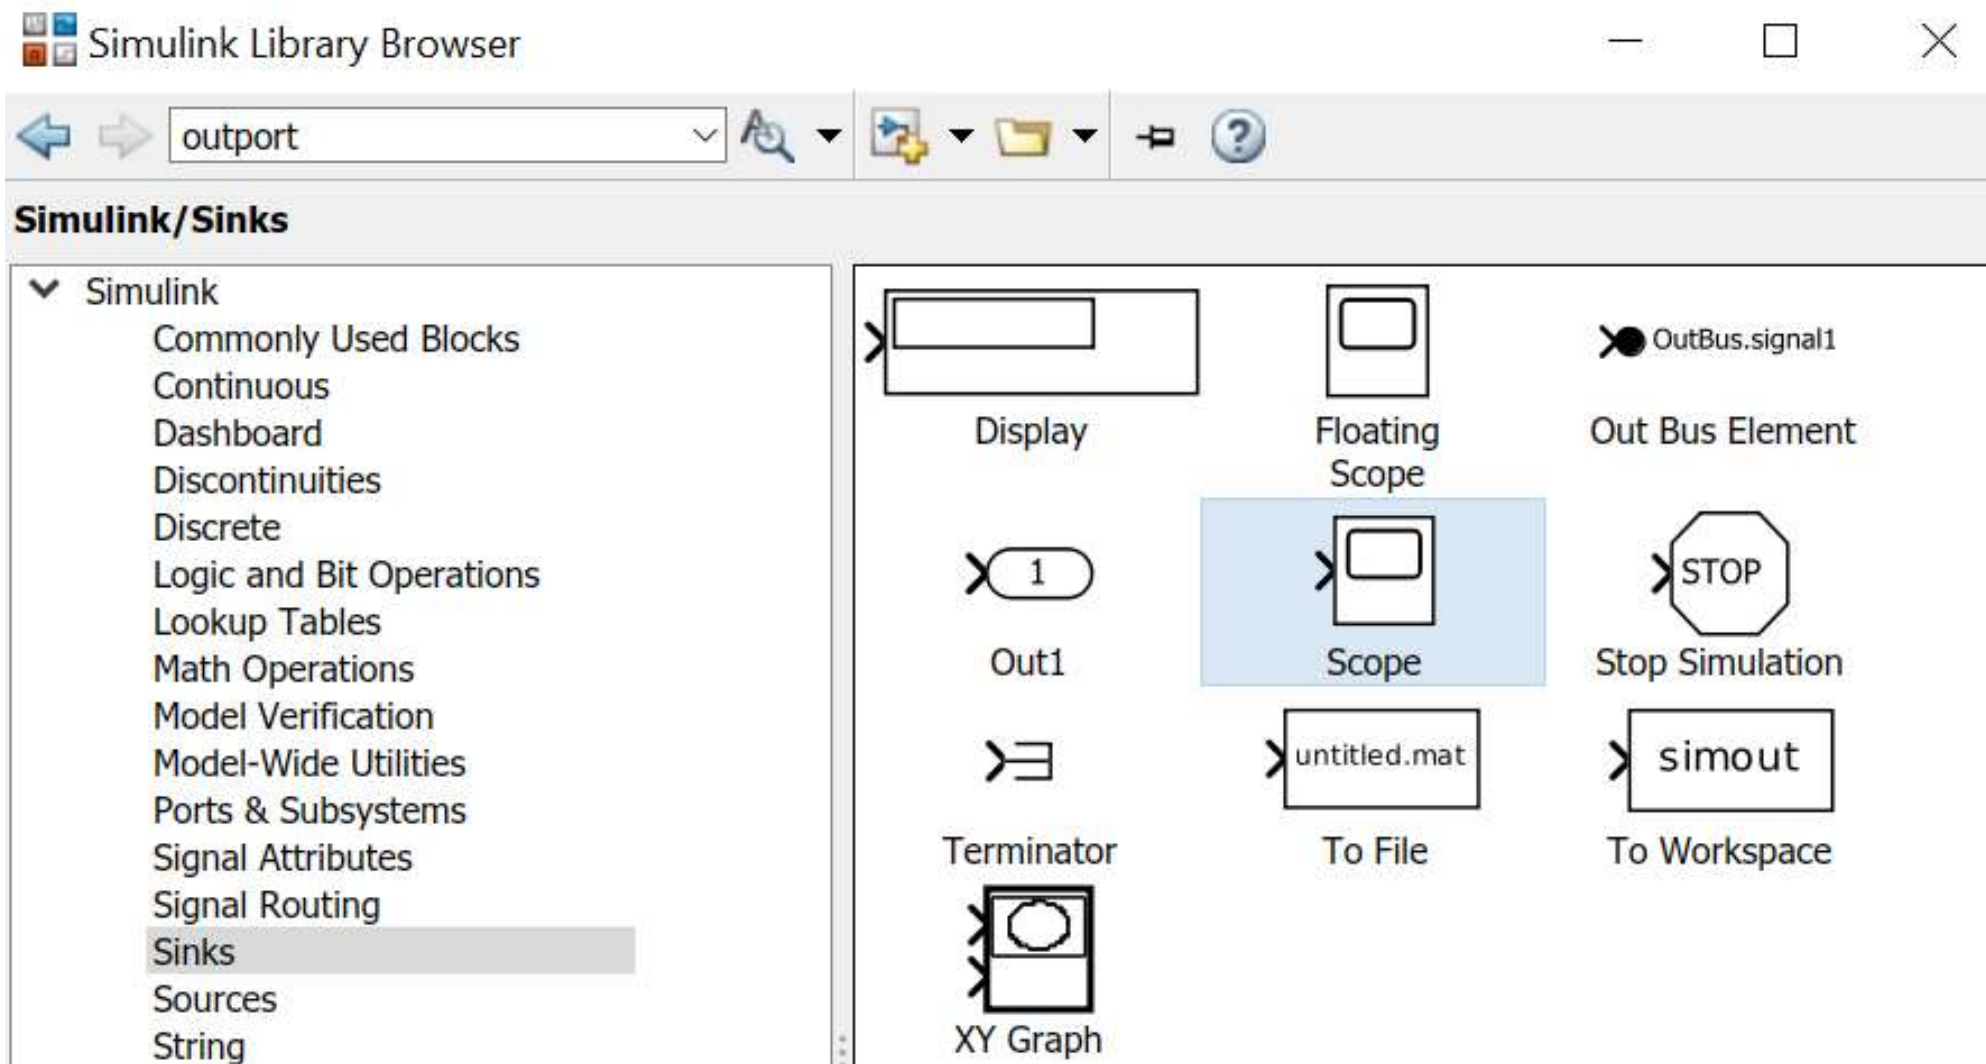 Simulink Library Browser
outport
Simulink/Sinks
Simulink
Commonly Used Blocks
Continuous
Dashboard
Discontinuities
Discrete
Logic and Bit Operations
Lookup Tables
Math Operations
Model Verification
Model-Wide Utilities
Ports & Subsystems
Signal Attributes
Signal Routing
Sinks
Sources
String
Display
Floating
Scope
OutBus.signal1
Out Bus Element
1
Out1
Scope
STOP
Stop Simulation
Terminator
untitled.mat
To File
simout
To Workspace
XY Graph